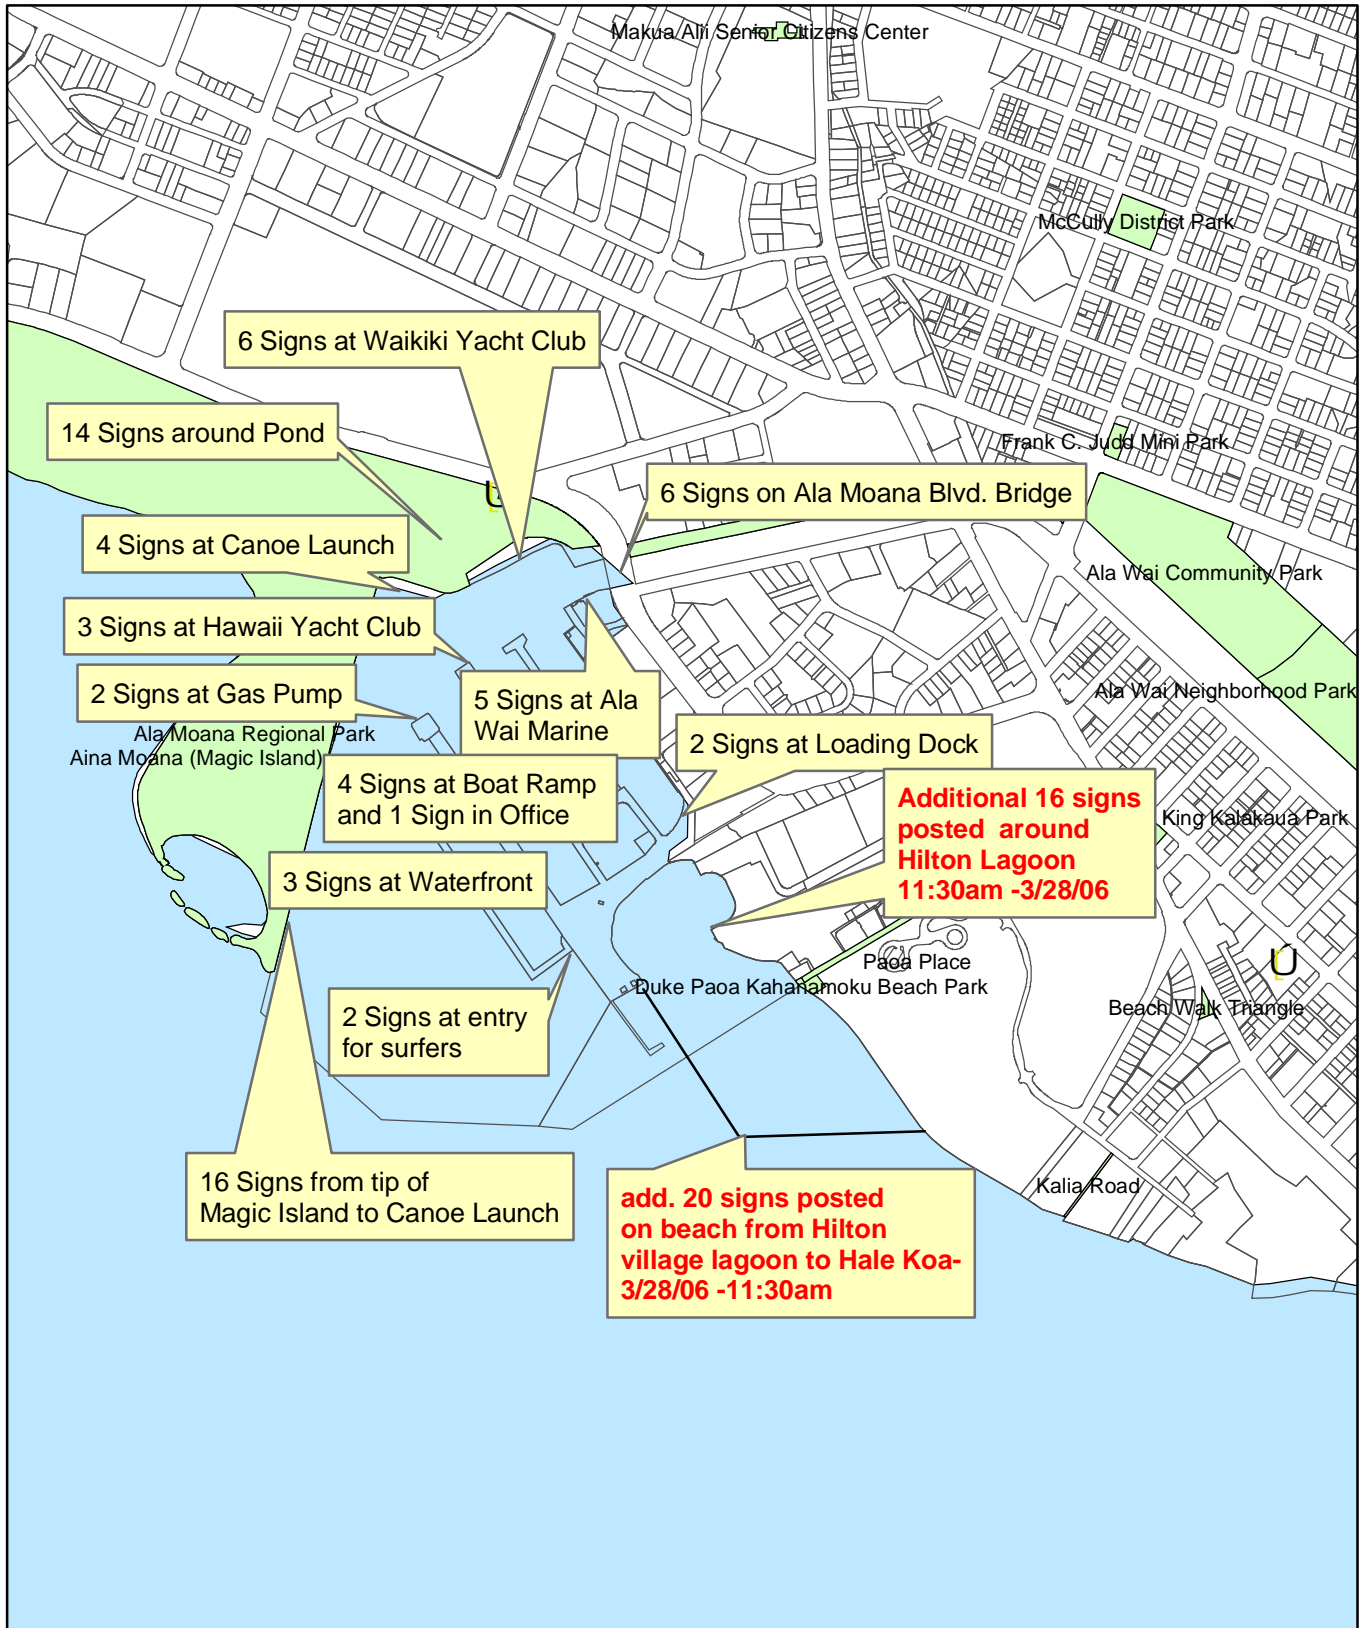 Makua Alii Senior Citizens Center
McCully District Park
6 Signs at Waikiki Yacht Club
14 Signs around Pond
Frank C. Judd Mini Park
6 Signs on Ala Moana Blvd. Bridge
4 Signs at Canoe Launch
Ala Wai Community Park
3 Signs at Hawaii Yacht Club
2 Signs at Gas Pump
5 Signs at Ala
Wai Marine
Ala Wai Neighborhood Park
Ala Moana Regional Park
Aina Moana (Magic Island)
2 Signs at Loading Dock
4 Signs at Boat Ramp
and 1 Sign in Office
Additional 16 signs
posted around
Hilton Lagoon
11:30am -3/28/06
King Kalakaua Park
3 Signs at Waterfront
Paoa Place
Duke Paoa Kahanamoku Beach Park
Ú
Beach Walk Triangle
2 Signs at entry
for surfers
16 Signs from tip of
Magic Island to Canoe Launch
Kalia Road
add. 20 signs posted
on beach from Hilton
village lagoon to Hale Koa-
3/28/06 -11:30am